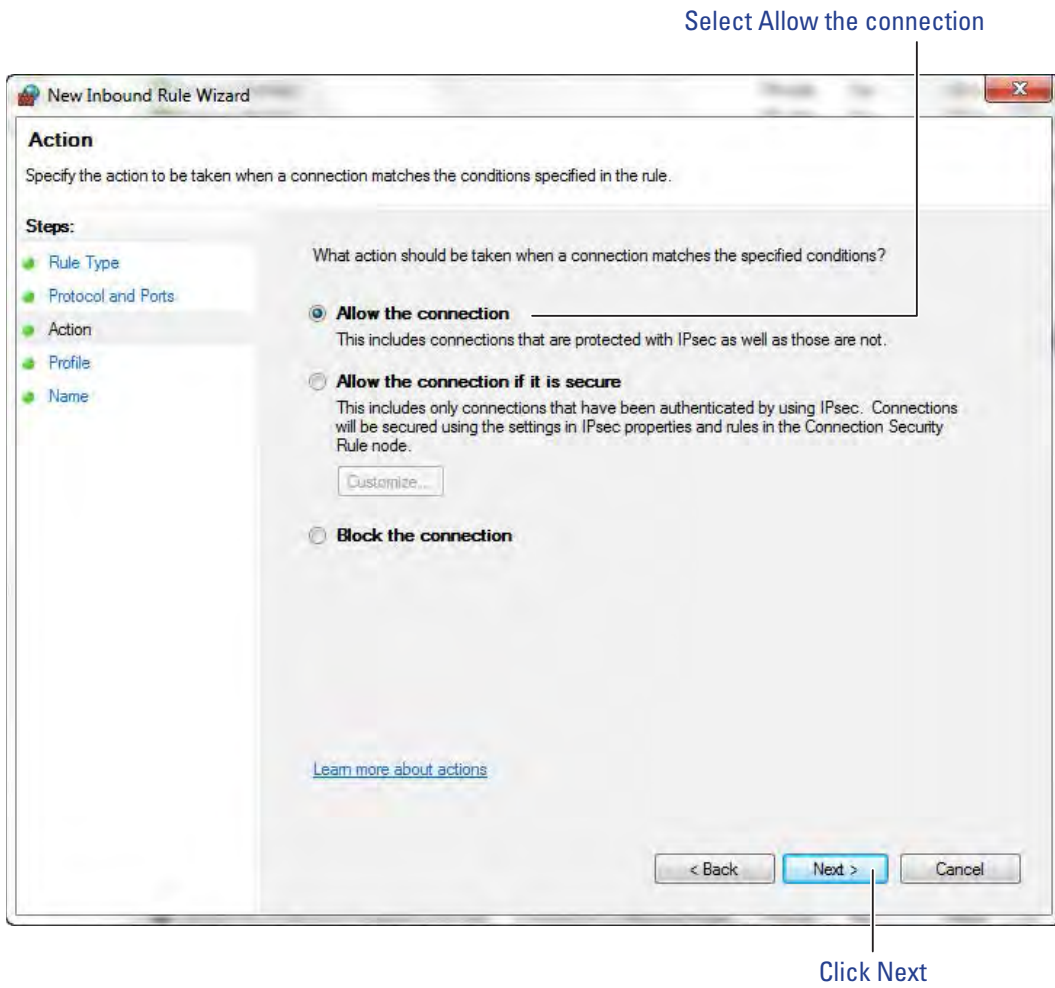 Select Allow the connection
New Inbound Rule Wizard
Action
Specify the action to be taken when a connection matches the conditions specified in the rule.
Steps:
Rule Type
Protocol and Ports
Action
Profile
Name
What action should be taken when a connection matches the specified conditions?
Allow the connection
This includes connections that are protected with IPsec as well as those are not.
Allow the connection if it is secure
This includes only connections that have been authenticated by using IPsec. Connections
will be secured using the settings in IPsec properties and rules in the Connection Security
Rule node.
Customize...
Block the connection
Learn more about actions
< Back
Next >
Cancel
Click Next